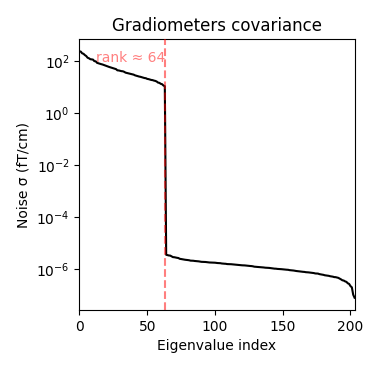 Gradiometers covariance
rank ≈ 64
Noise σ (fT/cm)
10²
10⁰
10⁻²
10⁻⁴
10⁻⁶
0 50 100 150 200
Eigenvalue index